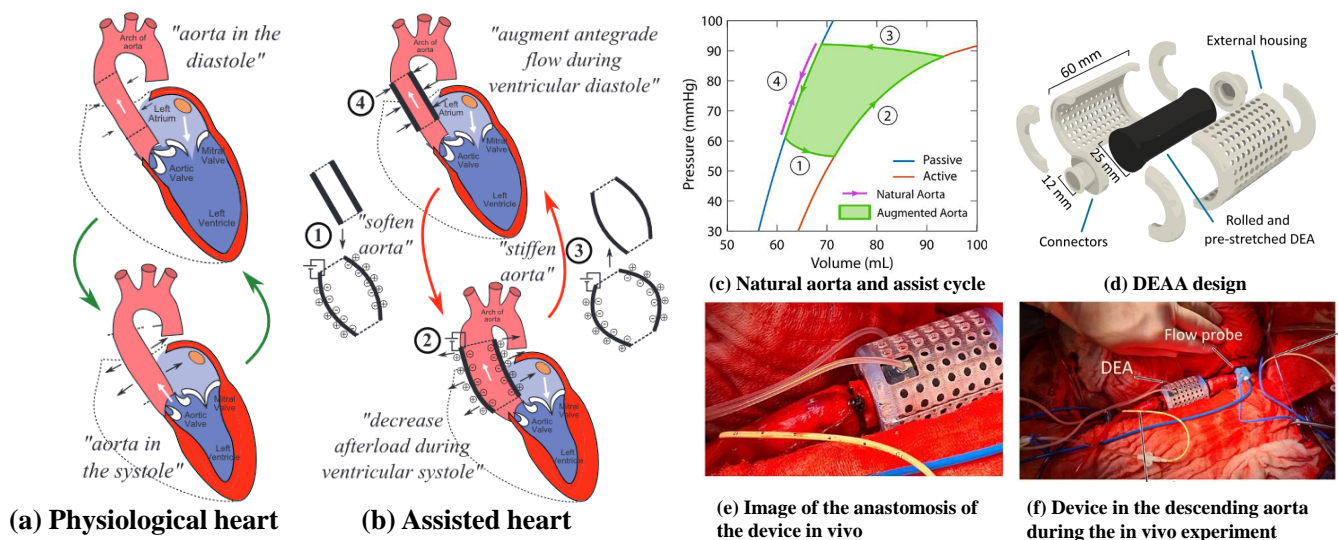 "aorta in the
diastole"
Arch of
aorta
Left
Atrium
Mitral
Valve
Aortic
Valve
Left
Ventricle
"aorta in
the systole"
Aortic
Valve
Mitral
Valve
Left
Ventricle
(a) Physiological heart
"augment antegrade
flow during
ventricular diastole"
Arch of
aorta
4
Left
Atrium
Mitral
Valve
Aortic
Valve
Left
Ventricle
1
"soften
aorta"
"stiffen
aorta"
3
Arch of
aorta
2
Mitral
Valve
Aortic
Valve
Left
Ventricle
"decrease
afterload during
ventricular systole"
(b) Assisted heart
Pressure (mmHg)
100
90
80
70
60
50
40
30
3
4
2
1
Passive
Active
Natural Aorta
Augmented Aorta
50
60
70
80
90
100
Volume (mL)
(c) Natural aorta and assist cycle
60 mm
External housing
25 mm
12 mm
Connectors
Rolled and
pre-stretched DEA
(d) DEAA design
(e) Image of the anastomosis of
the device in vivo
Flow probe
DEA
(f) Device in the descending aorta
during the in vivo experiment